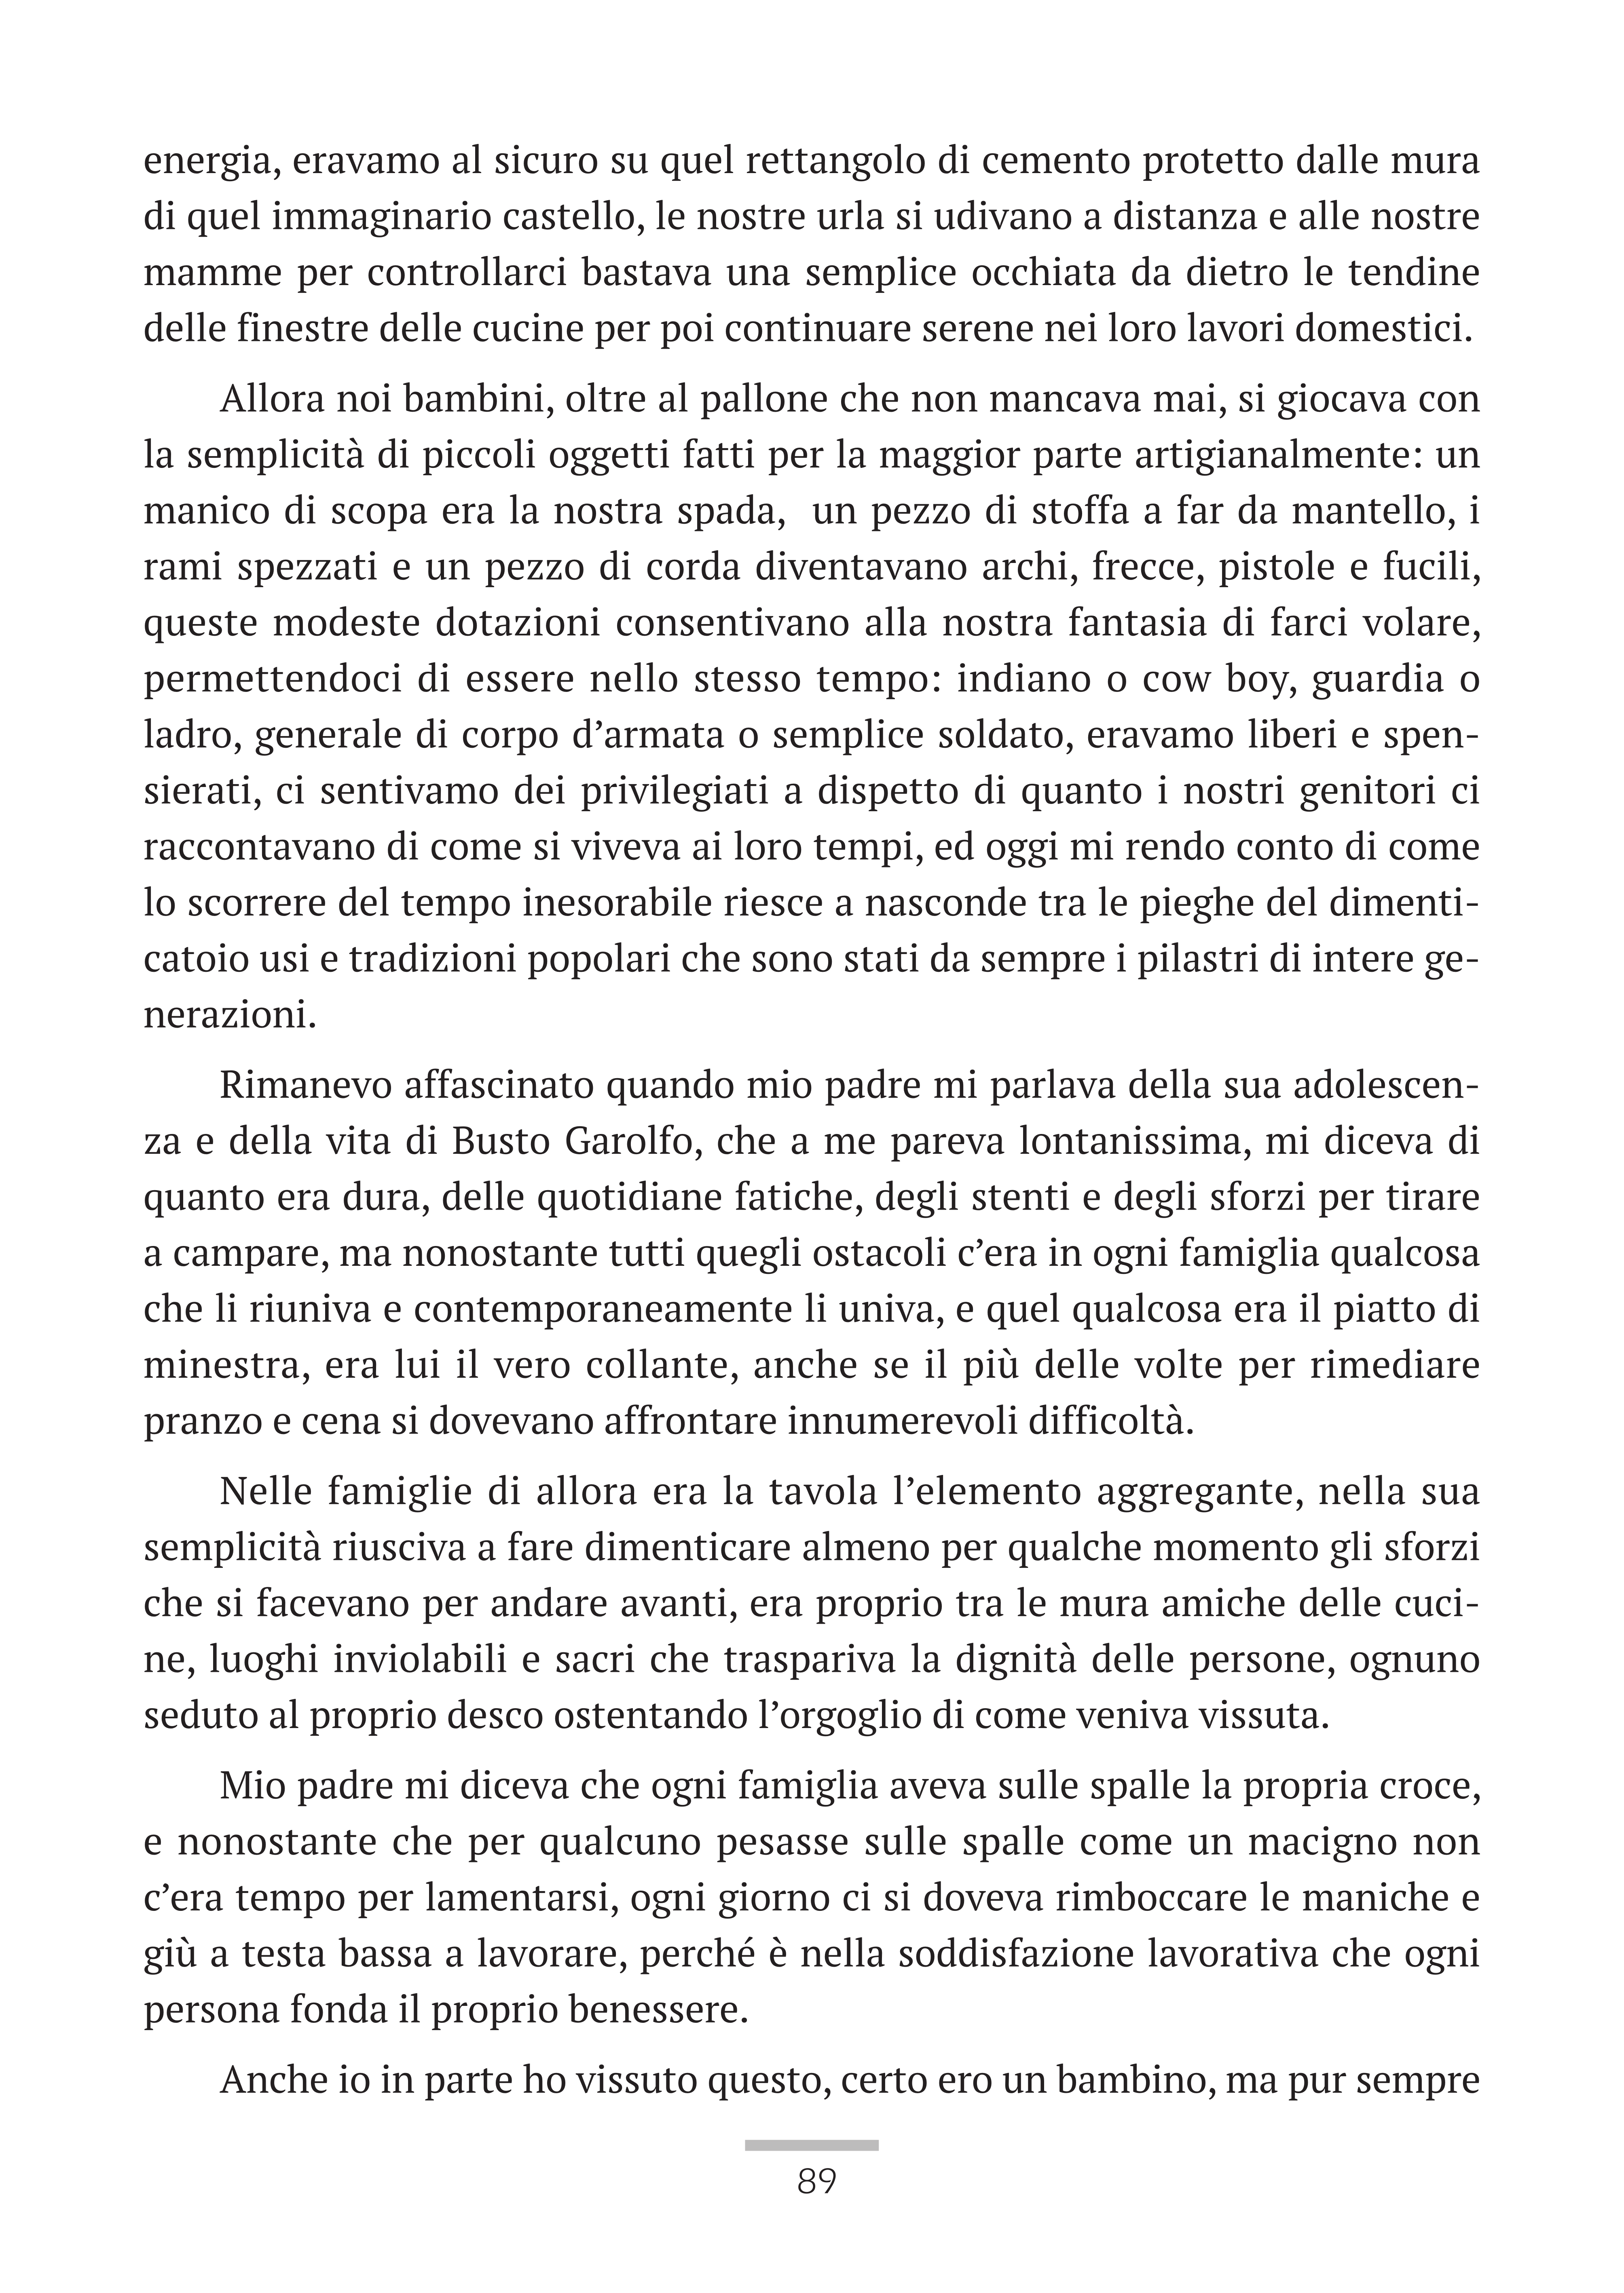 energia, eravamo al sicuro su quel rettangolo di cemento protetto dalle mura
di quel immaginario castello, le nostre urla si udivano a distanza e alle nostre
mamme per controllarci bastava una semplice occhiata da dietro le tendine
delle finestre delle cucine per poi continuare serene nei loro lavori domestici.
Allora noi bambini, oltre al pallone che non mancava mai, si giocava con
la semplicità di piccoli oggetti fatti per la maggior parte artigianalmente: un
manico di scopa era la nostra spada,  un pezzo di stoffa a far da mantello, i
rami spezzati e un pezzo di corda diventavano archi, frecce, pistole e fucili,
queste modeste dotazioni consentivano alla nostra fantasia di farci volare,
permettendoci di essere nello stesso tempo: indiano o cow boy, guardia o
ladro, generale di corpo d’armata o semplice soldato, eravamo liberi e spen-
sierati, ci sentivamo dei privilegiati a dispetto di quanto i nostri genitori ci
raccontavano di come si viveva ai loro tempi, ed oggi mi rendo conto di come
lo scorrere del tempo inesorabile riesce a nasconde tra le pieghe del dimenti-
catoio usi e tradizioni popolari che sono stati da sempre i pilastri di intere ge-
nerazioni.
Rimanevo affascinato quando mio padre mi parlava della sua adolescen-
za e della vita di Busto Garolfo, che a me pareva lontanissima, mi diceva di
quanto era dura, delle quotidiane fatiche, degli stenti e degli sforzi per tirare
a campare, ma nonostante tutti quegli ostacoli c’era in ogni famiglia qualcosa
che li riuniva e contemporaneamente li univa, e quel qualcosa era il piatto di
minestra, era lui il vero collante, anche se il più delle volte per rimediare
pranzo e cena si dovevano affrontare innumerevoli difficoltà.
Nelle famiglie di allora era la tavola l’elemento aggregante, nella sua
semplicità riusciva a fare dimenticare almeno per qualche momento gli sforzi
che si facevano per andare avanti, era proprio tra le mura amiche delle cuci-
ne, luoghi inviolabili e sacri che traspariva la dignità delle persone, ognuno
seduto al proprio desco ostentando l’orgoglio di come veniva vissuta.
Mio padre mi diceva che ogni famiglia aveva sulle spalle la propria croce,
e nonostante che per qualcuno pesasse sulle spalle come un macigno non
c’era tempo per lamentarsi, ogni giorno ci si doveva rimboccare le maniche e
giù a testa bassa a lavorare, perché è nella soddisfazione lavorativa che ogni
persona fonda il proprio benessere.
Anche io in parte ho vissuto questo, certo ero un bambino, ma pur sempre
89